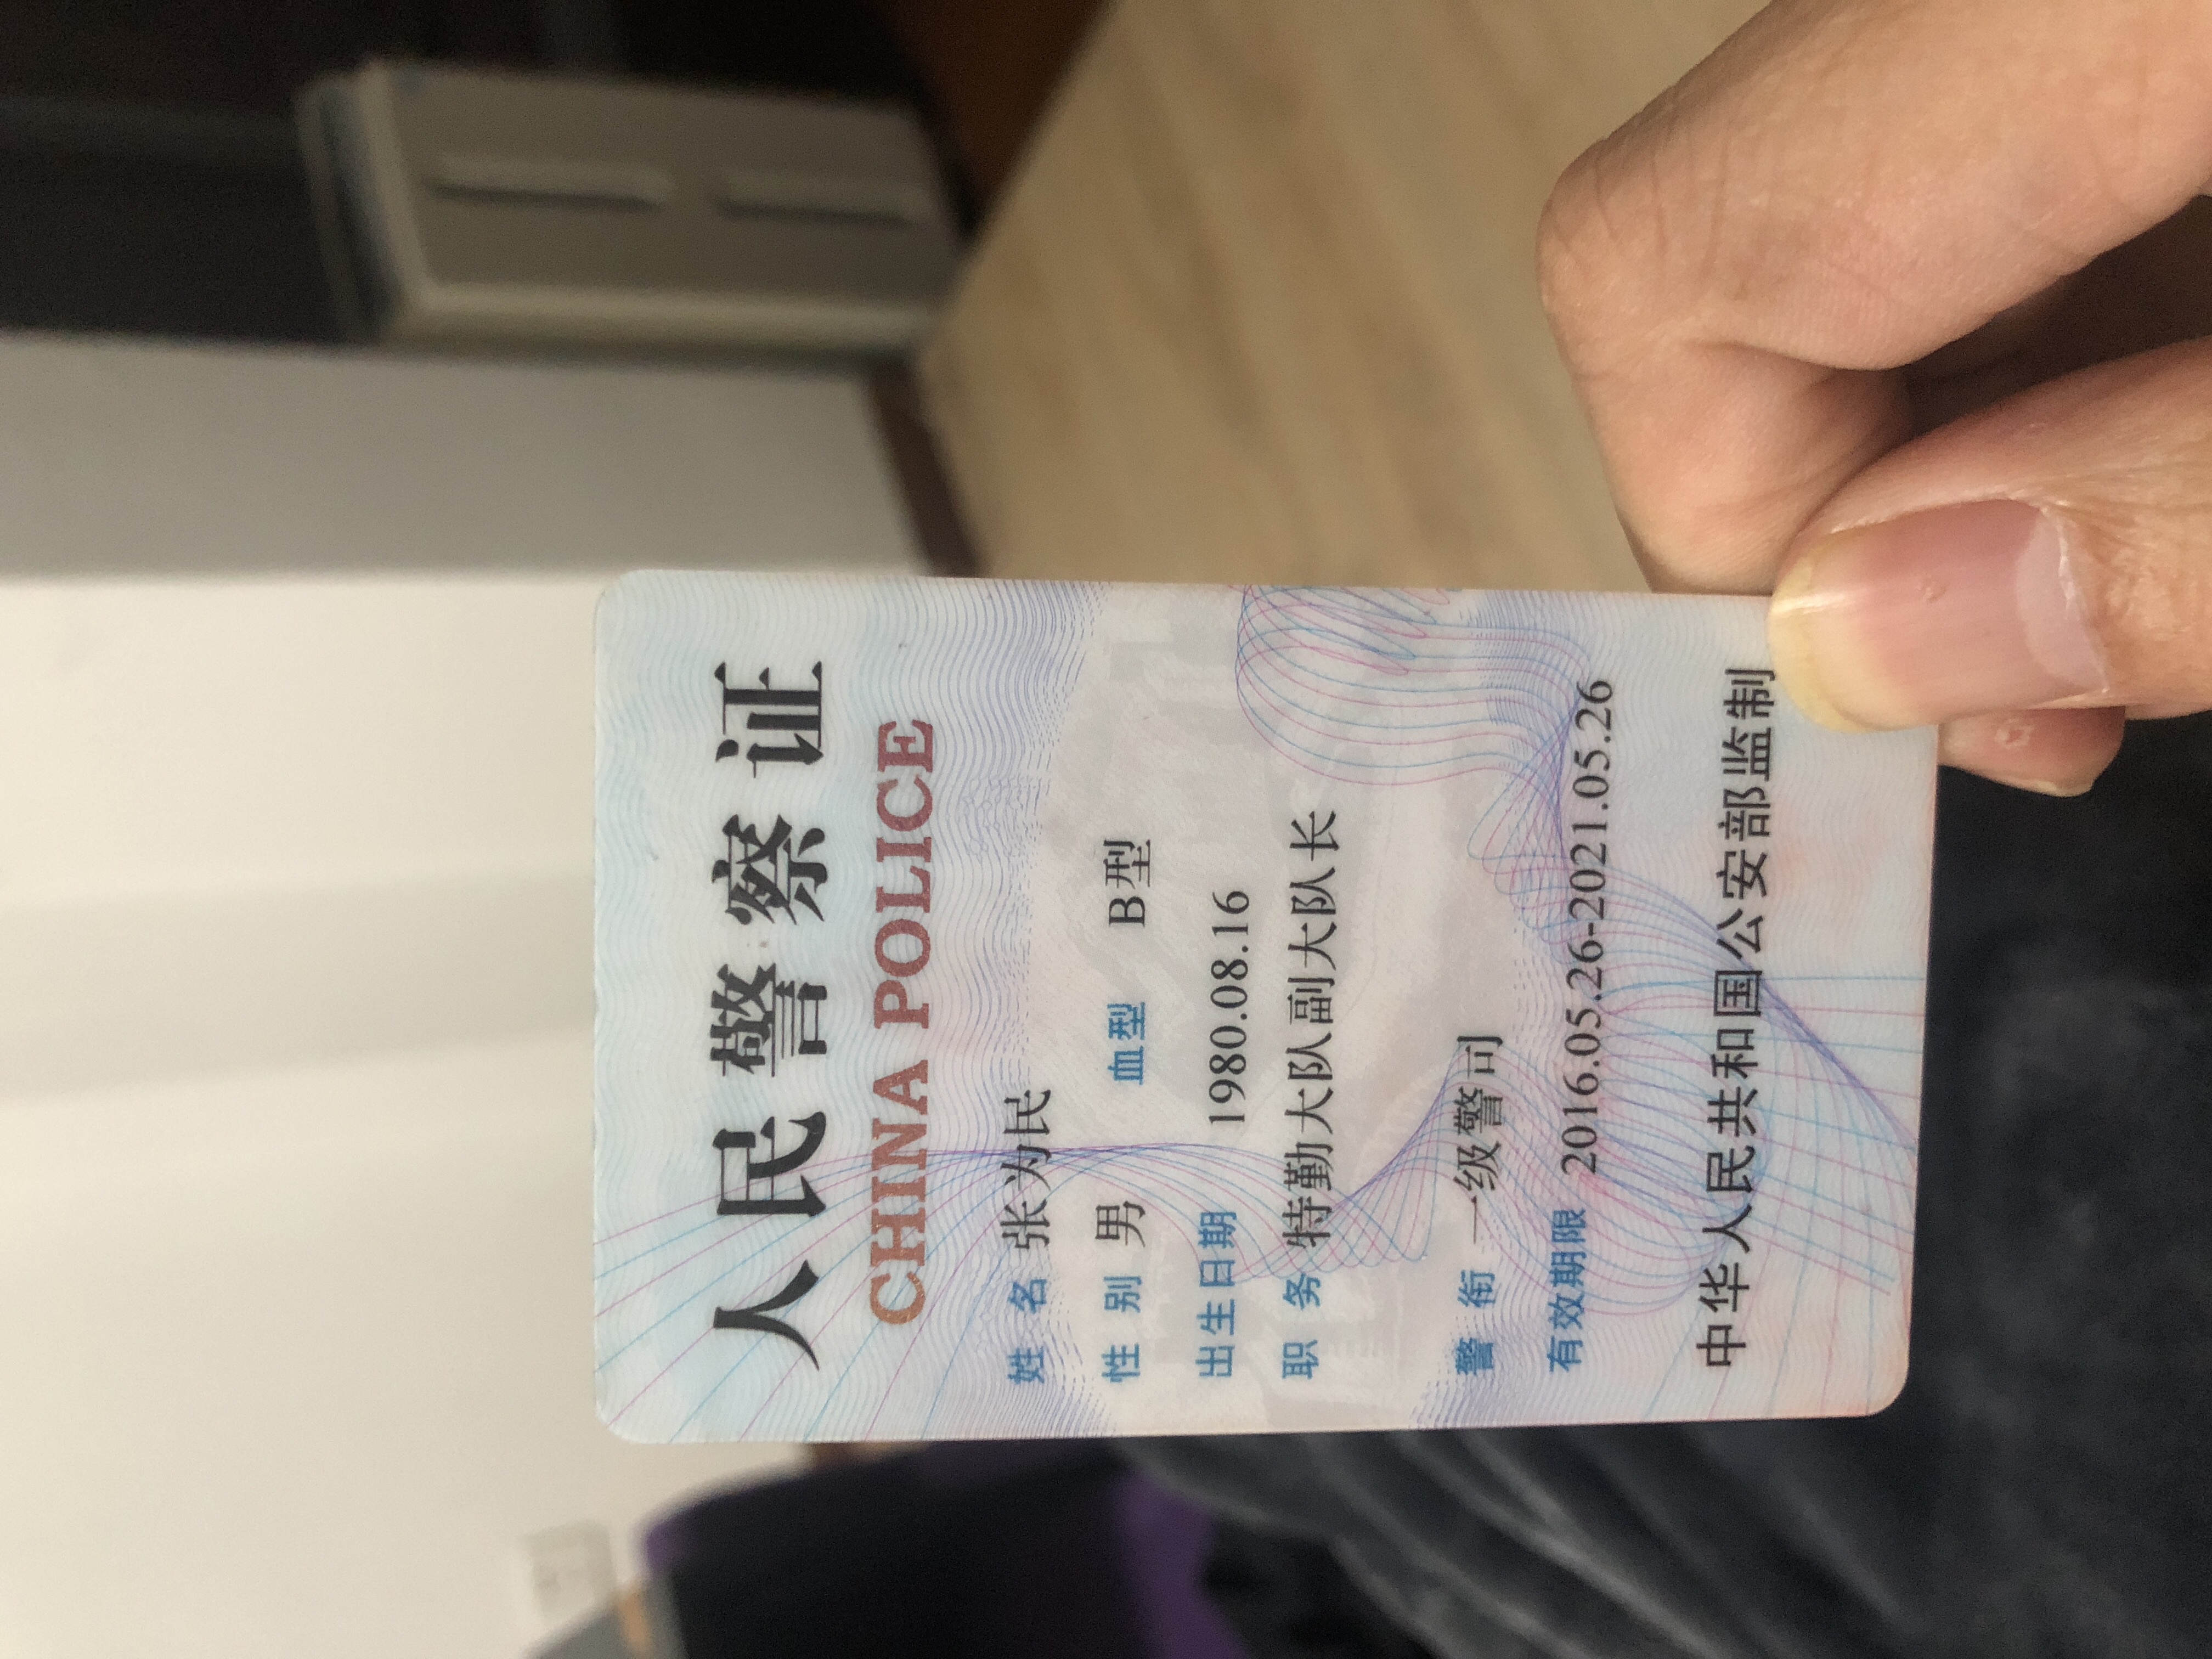 人民警察证
CHINA POLICE
姓 名 张为民
性 别 男 血型 B型
出生日期 1980.08.16
职 务 特勤大队副大队长
警 衔 一级警司
有效期限 2016.05.26-2021.05.26
中华人民共和国公安部监制